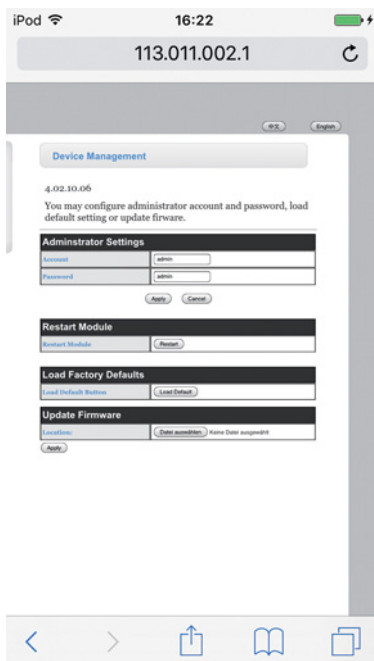 iPod 16:22
113.011.002.1
中文 English
Device Management
4.02.10.06
You may configure administrator account and password, load
default setting or update firware.
Adminstrator Settings
Account admin
Password admin
Apply Cancel
Restart Module
Restart Module Restart
Load Factory Defaults
Load Default Button Load Default
Update Firmware
Location: Datei auswählen Keine Datei ausgewählt
Apply